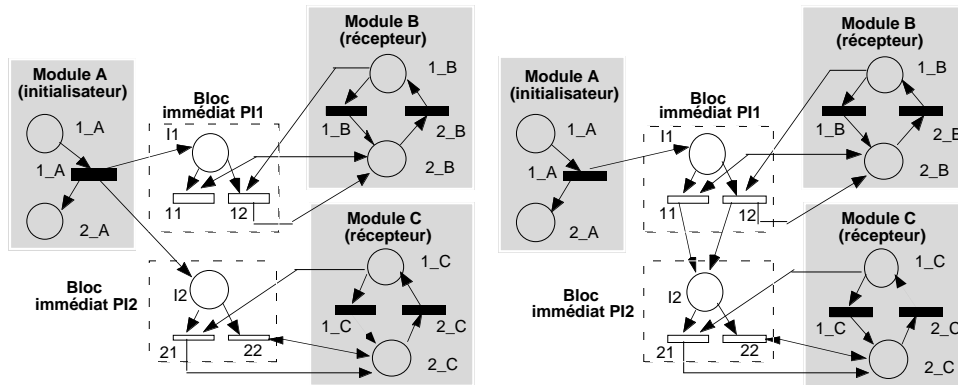 Module B
(récepteur)
1_B
1_B
2_B
2_B
Module A
(initialisateur)
1_A
1_A
2_A
Bloc
immédiat PI1
I1
11
12
Module C
(récepteur)
1_C
1_C
2_C
2_C
Bloc
immédiat PI2
I2
21
22
Module B
(récepteur)
1_B
1_B
2_B
2_B
Module A
(initialisateur)
1_A
1_A
2_A
Bloc
immédiat PI1
I1
11
12
Module C
(récepteur)
1_C
1_C
2_C
2_C
Bloc
immédiat PI2
I2
21
22